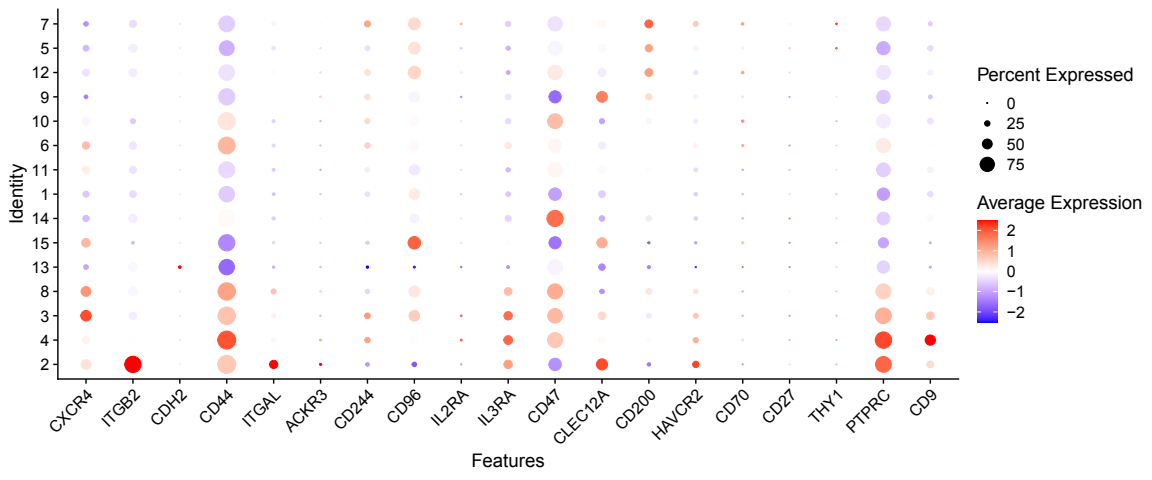 Identity
7
5
12
9
10
6
11
1
14
15
13
8
3
4
2
CXCR4
ITGB2
CDH2
CD44
ITGAL
ACKR3
CD244
CD96
IL2RA
IL3RA
CD47
CLEC12A
CD200
HAVCR2
CD70
CD27
THY1
PTPRC
CD9
Features
Percent Expressed
0
25
50
75
Average Expression
2
1
0
−1
−2